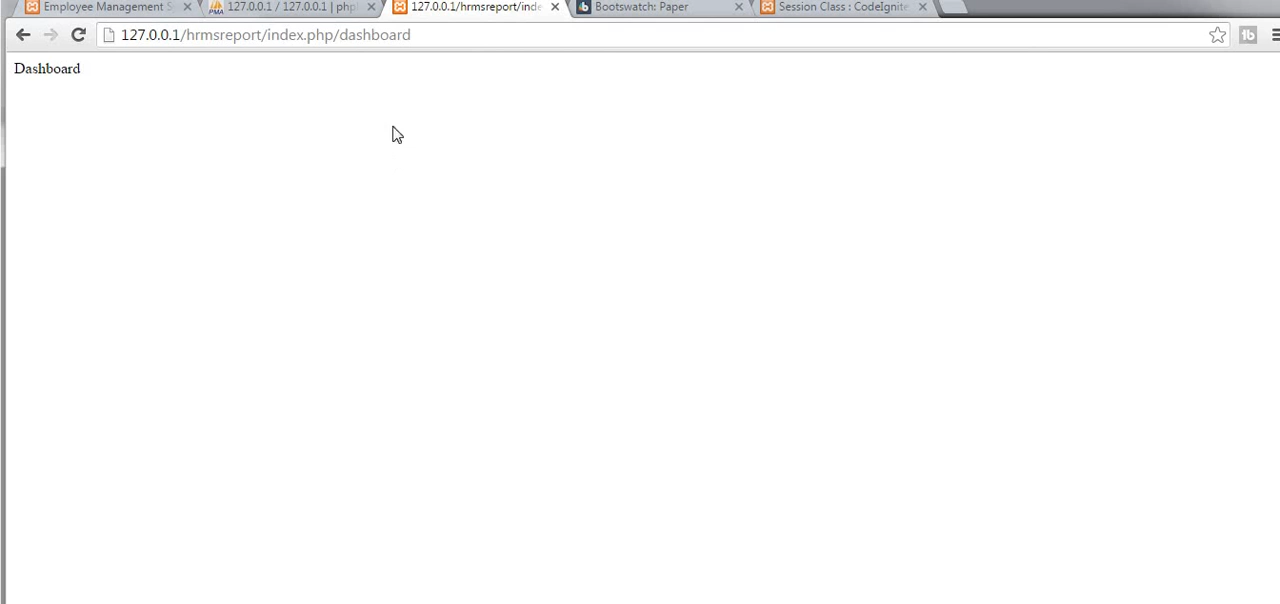 Employee Management S
127.0.0.1 / 127.0.0.1 | php
127.0.0.1/hrmsreport/inde
Bootswatch: Paper
Session Class : CodeIgnite
127.0.0.1/hrmsreport/index.php/dashboard
Dashboard